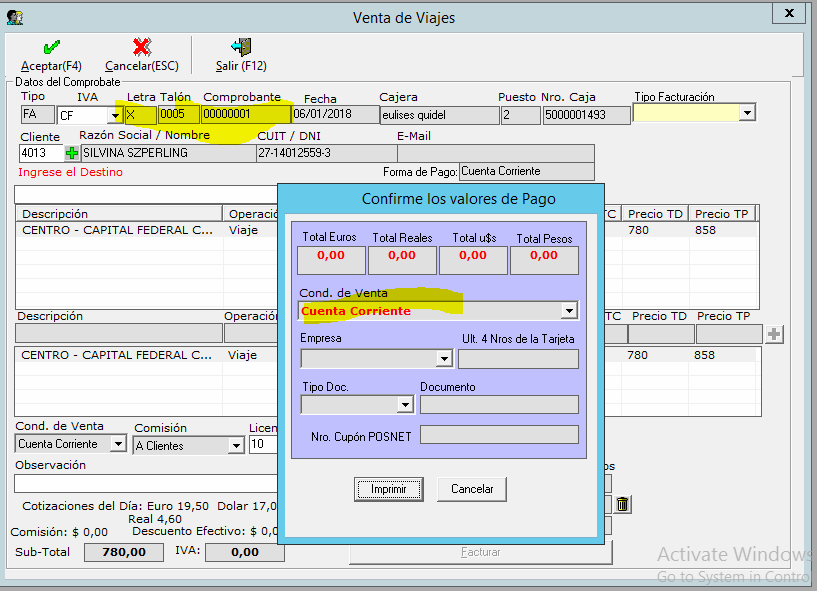 Venta de Viajes
x
Aceptar(F4) Cancelar(ESC) Salir (F12)
Datos del Comprobate
Tipo IVA Letra Talón Comprobante Fecha Cajera Puesto Nro. Caja Tipo Facturación
FA CF X 0005 00000001 06/01/2018 eulises quidel 2 5000001493
Cliente Razón Social / Nombre CUIT / DNI E-Mail
4013 SILVINA SZPERLING 27-14012559-3
Ingrese el Destino Forma de Pago: Cuenta Corriente
Confirme los valores de Pago
Descripción Operació TC Precio TD Precio TP
CENTRO - CAPITAL FEDERAL C... Viaje 780 858
Total Euros Total Reales Total u$s Total Pesos
0,00 0,00 0,00 0,00
Cond. de Venta
Cuenta Corriente
Descripción Operación TC Precio TD Precio TP
Empresa Ult. 4 Nros de la Tarjeta
CENTRO - CAPITAL FEDERAL C... Viaje 780 858
Tipo Doc. Documento
Nro. Cupón POSNET
Cond. de Venta Comisión Licen
Cuenta Corriente A Clientes 10
Observación os
Imprimir Cancelar
Cotizaciones del Día: Euro 19,50 Dolar 17,0
Real 4,60
Comisión: $ 0,00 Descuento Efectivo: $ 0,0
Sub-Total 780,00 IVA: 0,00 Facturar
Activate Windows
Go to System in Contro